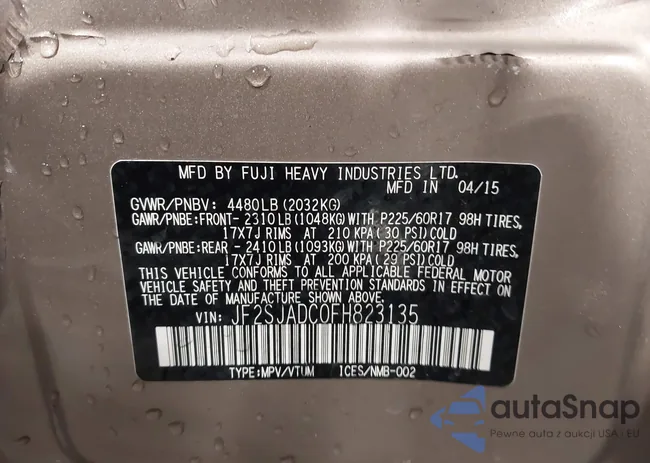 MFD BY FUJI HEAVY INDUSTRIES LTD.
MFD IN 04/15
GVWR/PNBV: 4480LB (2032KG)
GAWR/PNBE:FRONT- 2310LB (1048KG) WITH P225/60R17 98H TIRES,
17X7J RIMS AT 210 KPA (30 PSI) COLD
GAWR/PNBE:REAR - 2410LB (1093KG) WITH P225/60R17 98H TIRES,
17X7J RIMS AT 200 KPA (29 PSI) COLD
THIS VEHICLE CONFORMS TO ALL APPLICABLE FEDERAL MOTOR
VEHICLE SAFETY AND THEFT PREVENTION STANDARDS IN EFFECT ON
THE DATE OF MANUFACTURE SHOWN ABOVE.
VIN: JF2SJADC0FH823135
TYPE:MPV/VTUM ICES/NMB-002
autaSnap
Pewne auta z aukcji USA - EU